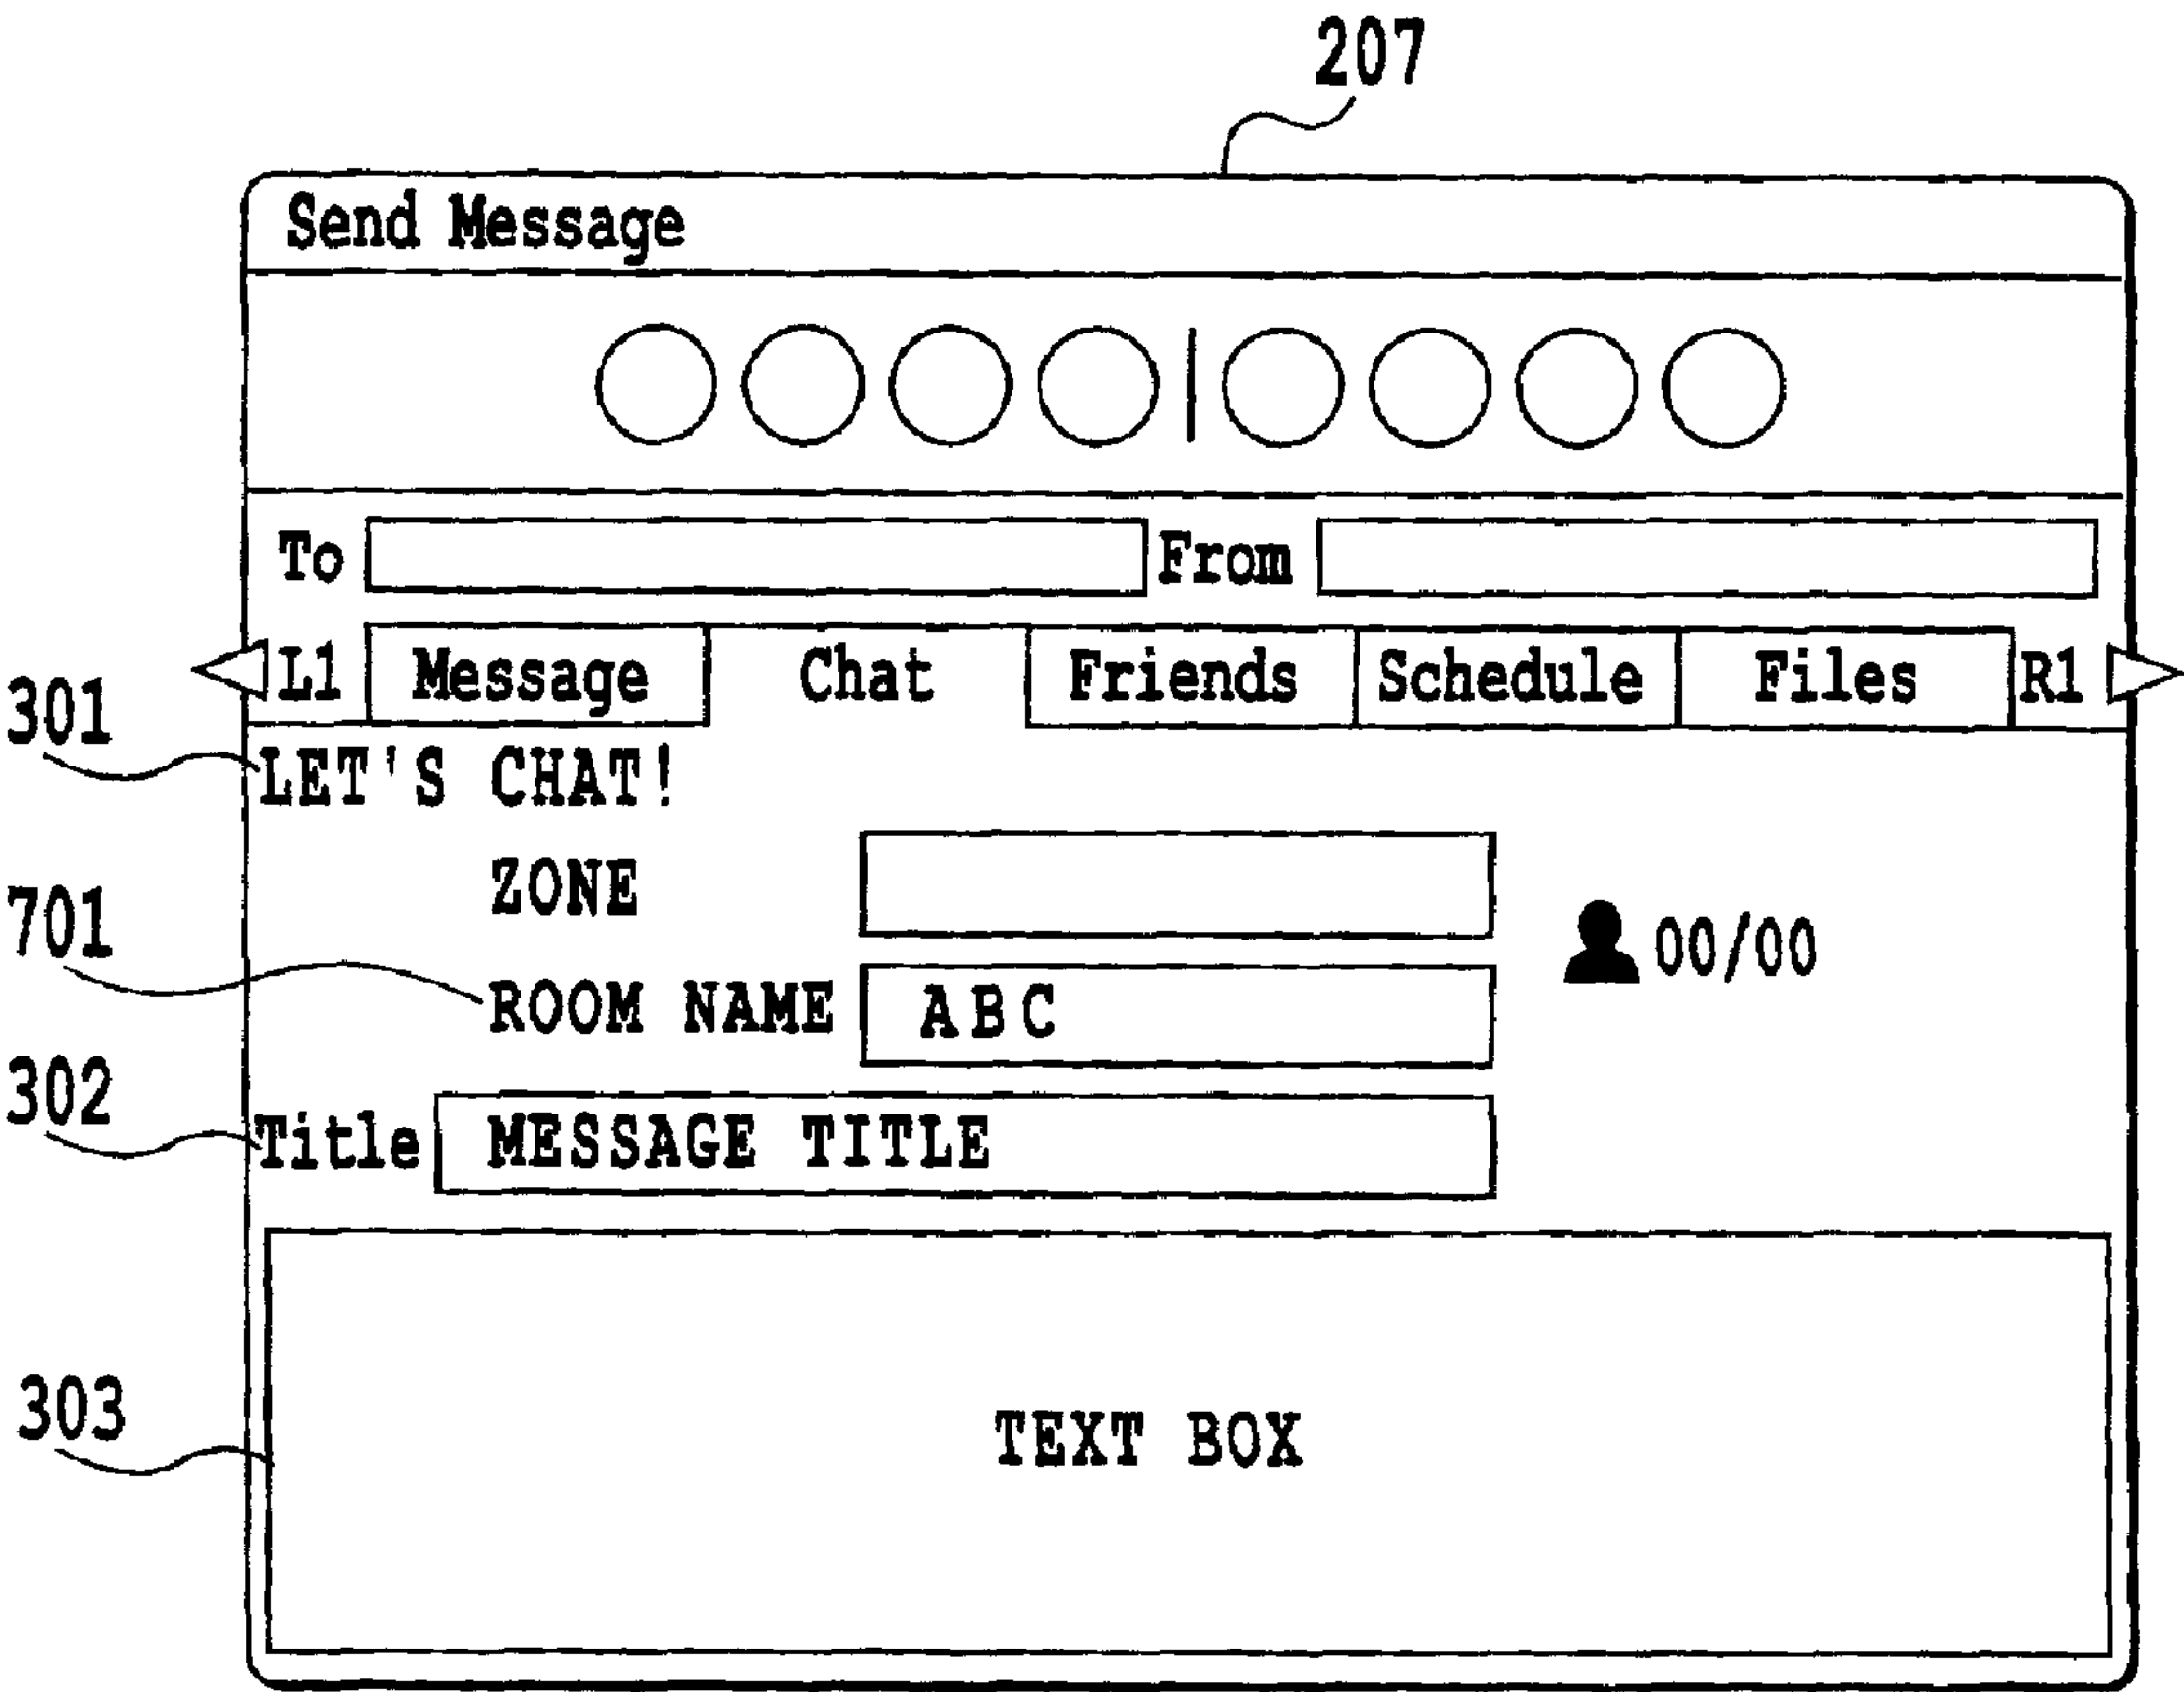 207
Send Message
To From
L1 Message Chat Friends Schedule Files R1
301
LET'S CHAT!
ZONE
00/00
701
ROOM NAME ABC
302
Title MESSAGE TITLE
303
TEXT BOX